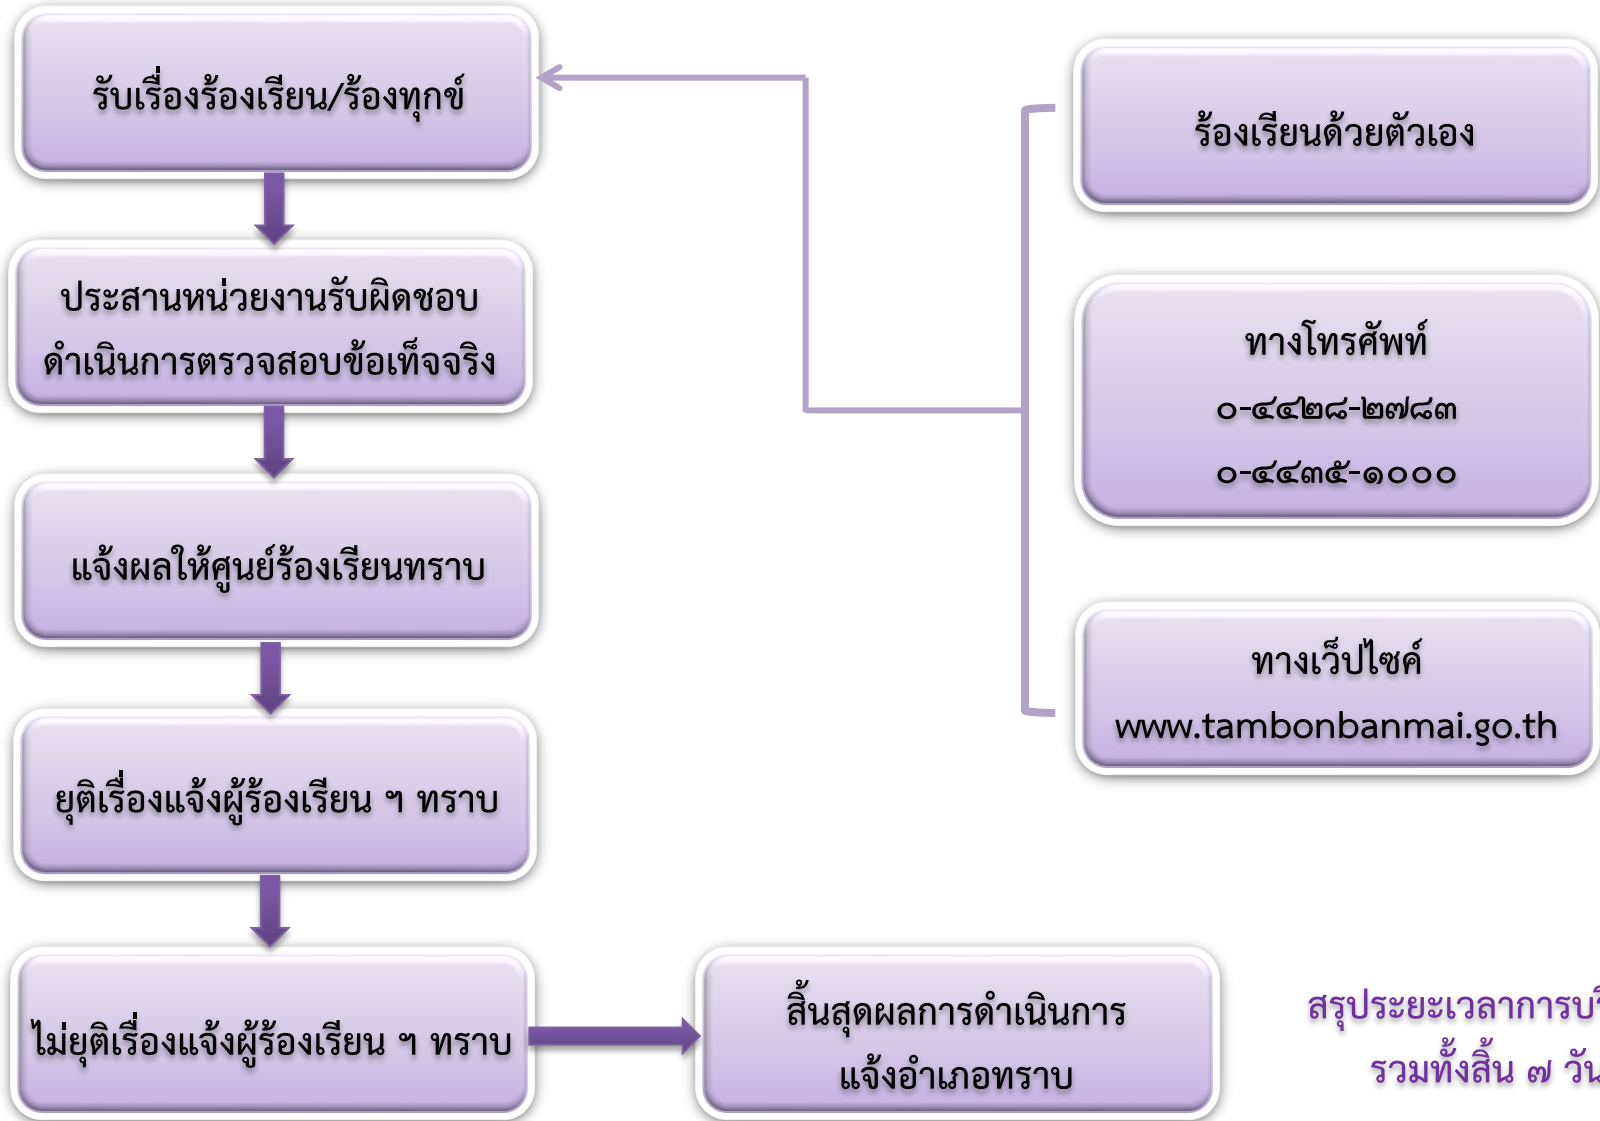 รับเรื่องร้องเรียน/ร้องทุกข์
ประสานหน่วยงานรับผิดชอบ
ดำเนินการตรวจสอบข้อเท็จจริง
แจ้งผลให้ศูนย์ร้องเรียนทราบ
ยุติเรื่องแจ้งผู้ร้องเรียน ฯ ทราบ
ไม่ยุติเรื่องแจ้งผู้ร้องเรียน ฯ ทราบ
สิ้นสุดผลการดำเนินการ
แจ้งอำเภอทราบ
ร้องเรียนด้วยตัวเอง
ทางโทรศัพท์
๐-๔๔๒๘-๒๗๘๓
๐-๔๔๓๕-๑๐๐๐
ทางเว็ปไซค์
www.tambonbanmai.go.th
สรุประยะเวลาการ
รวมทั้งสิ้น ๗ วัน